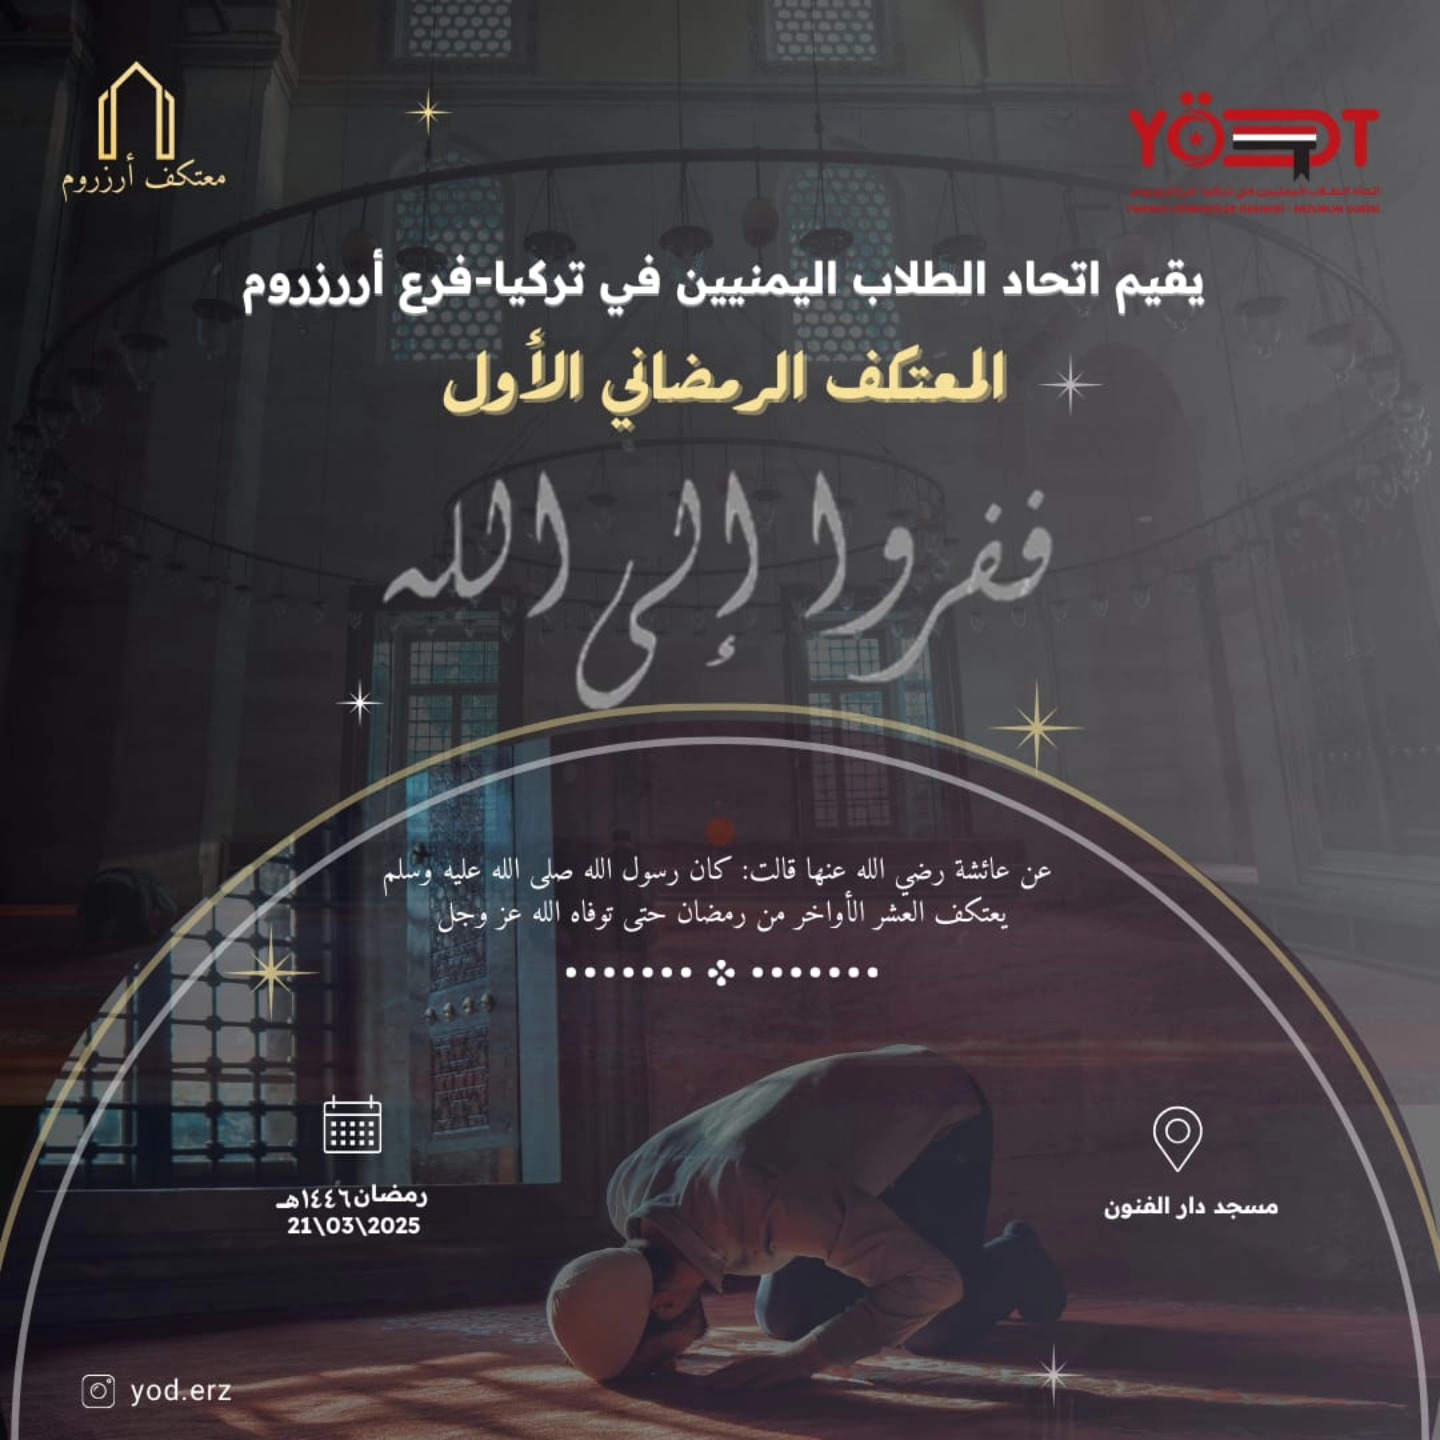 معتكف أرزروم
YÖDT
يقيم اتحاد الطلاب اليمنيين في تركيا-فرع أررزروم
المعتكف الرمضاني الأول
ففروا إلى الله
عن عائشة رضي الله عنها قالت: كان رسول الله صلى الله عليه وسلم
يعتكف العشر الأواخر من رمضان حتى توفاه الله عز وجل
مسجد دار الفنون
رمضان١٤٤٦هـ
21\03\2025
yod.erz